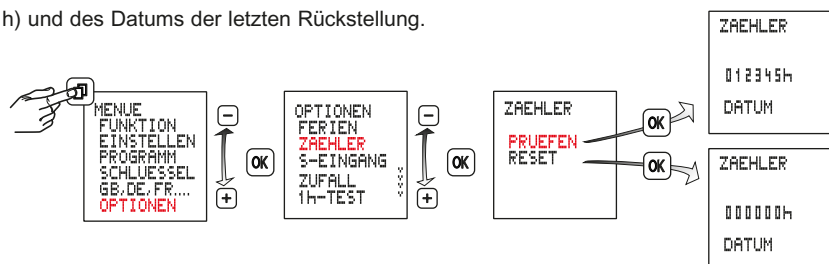 h) und des Datums der letzten Rückstellung.
MENUE
FUNKTION
EINSTELLEN
PROGRAMM
SCHLUESSEL
GB,DE,FR....
OPTIONEN
−
OK
+
OPTIONEN
FERIEN
ZAEHLER
S-EINGANG
ZUFALL
1h-TEST
−
OK
+
ZAEHLER
PRUEFEN
RESET
OK
OK
ZAEHLER
012345h
DATUM
ZAEHLER
000000h
DATUM